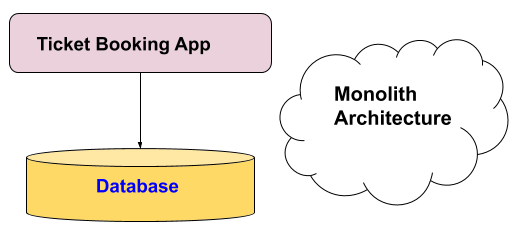 Ticket Booking App
Monolith
Architecture
Database